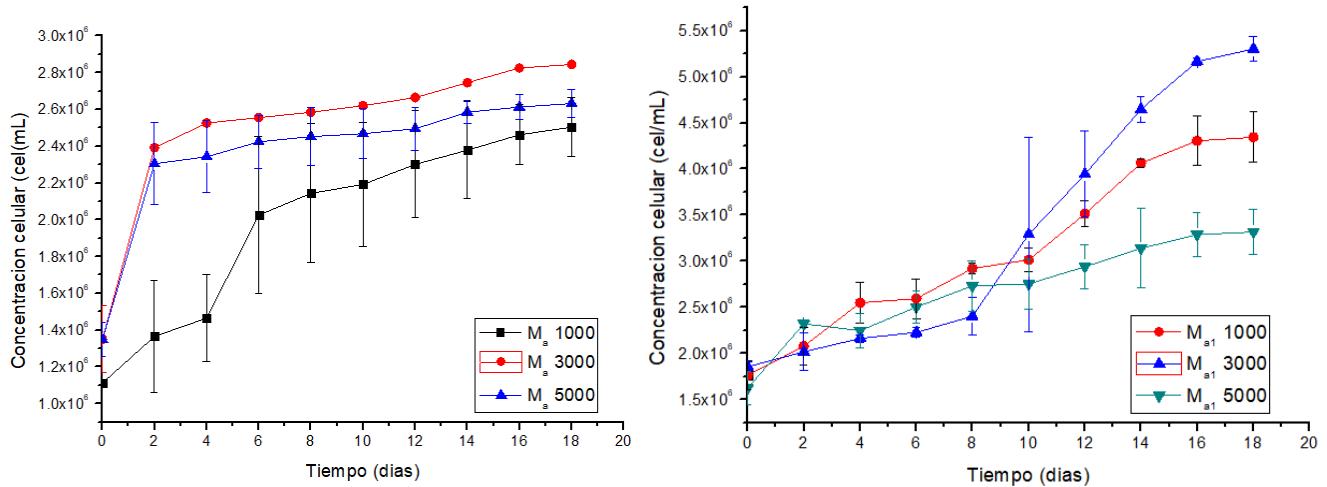 Concentracion celular (cel(mL)
3.0x10⁶
2.8x10⁶
2.6x10⁶
2.4x10⁶
2.2x10⁶
2.0x10⁶
1.8x10⁶
1.6x10⁶
1.4x10⁶
1.2x10⁶
1.0x10⁶
0 2 4 6 8 10 12 14 16 18 20
Tiempo (dias)
Mₐ 1000
Mₐ 3000
Mₐ 5000
Concentracion celular (cel/mL)
5.5x10⁶
5.0x10⁶
4.5x10⁶
4.0x10⁶
3.5x10⁶
3.0x10⁶
2.5x10⁶
2.0x10⁶
1.5x10⁶
0 2 4 6 8 10 12 14 16 18 20
Tiempo (dias)
Mₐ₁ 1000
Mₐ₁ 3000
Mₐ₁ 5000